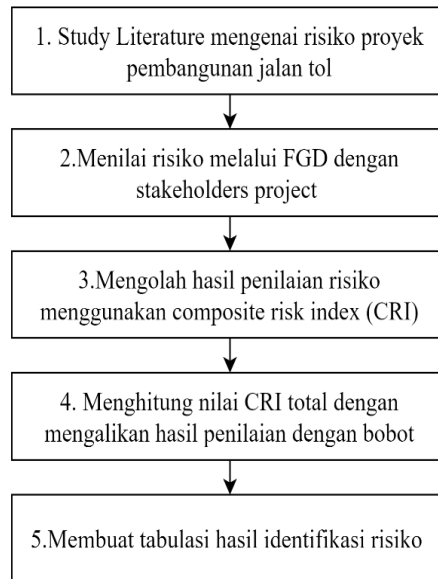 1. Study Literature mengenai risiko proyek
pembangunan jalan tol
2.Menilai risiko melalui FGD dengan
stakeholders project
3.Mengolah hasil penilaian risiko
menggunakan composite risk index (CRI)
4. Menghitung nilai CRI total dengan
mengalikan hasil penilaian dengan bobot
5.Membuat tabulasi hasil identifikasi risiko